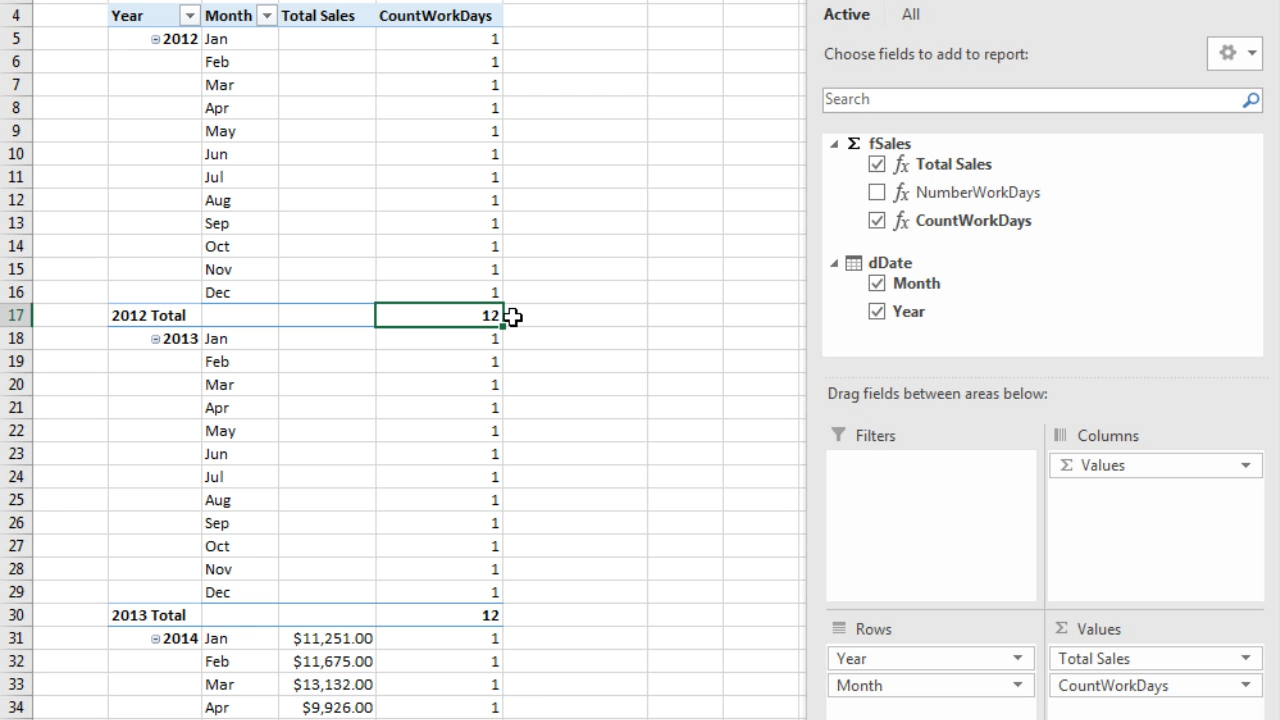 4 Year Month Total Sales CountWorkDays
5 2012 Jan 1
6 Feb 1
7 Mar 1
8 Apr 1
9 May 1
10 Jun 1
11 Jul 1
12 Aug 1
13 Sep 1
14 Oct 1
15 Nov 1
16 Dec 1
17 2012 Total 12
18 2013 Jan 1
19 Feb 1
20 Mar 1
21 Apr 1
22 May 1
23 Jun 1
24 Jul 1
25 Aug 1
26 Sep 1
27 Oct 1
28 Nov 1
29 Dec 1
30 2013 Total 12
31 2014 Jan $11,251.00 1
32 Feb $11,675.00 1
33 Mar $13,132.00 1
34 Apr $9,926.00 1
Active All
Choose fields to add to report:
Search
Σ fSales
fx Total Sales
fx NumberWorkDays
fx CountWorkDays
dDate
Month
Year
Drag fields between areas below:
Filters
Columns
Σ Values
Rows
Year
Month
Σ Values
Total Sales
CountWorkDays